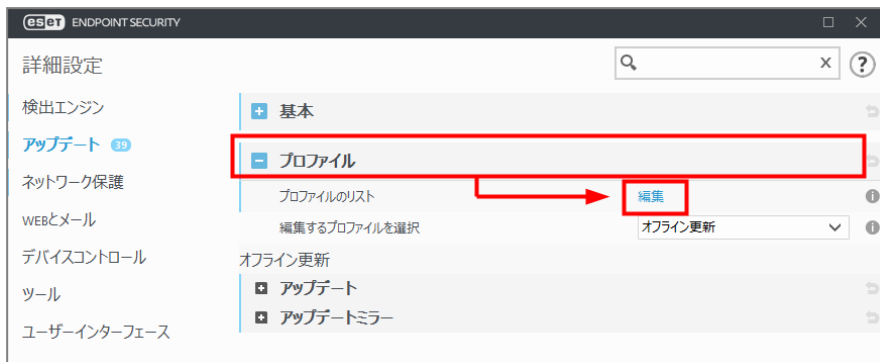 eset ENDPOINT SECURITY
詳細設定
検出エンジン
アップデート 39
ネットワーク保護
WEBとメール
デバイスコントロール
ツール
ユーザーインターフェース
基本
プロファイル
プロファイルのリスト 編集
編集するプロファイルを選択 オフライン更新
オフライン更新
アップデート
アップデートミラー